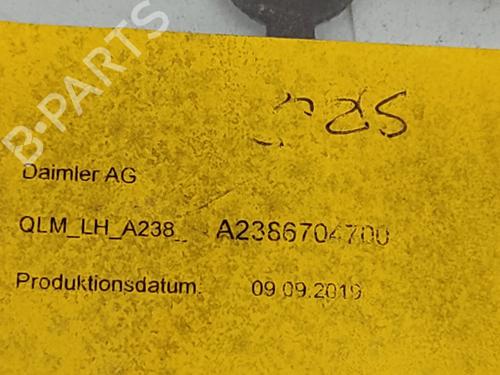 B-PARTS
Daimler AG
QLM_LH_A238_ A2386704700
Produktionsdatum: 09.09.2019